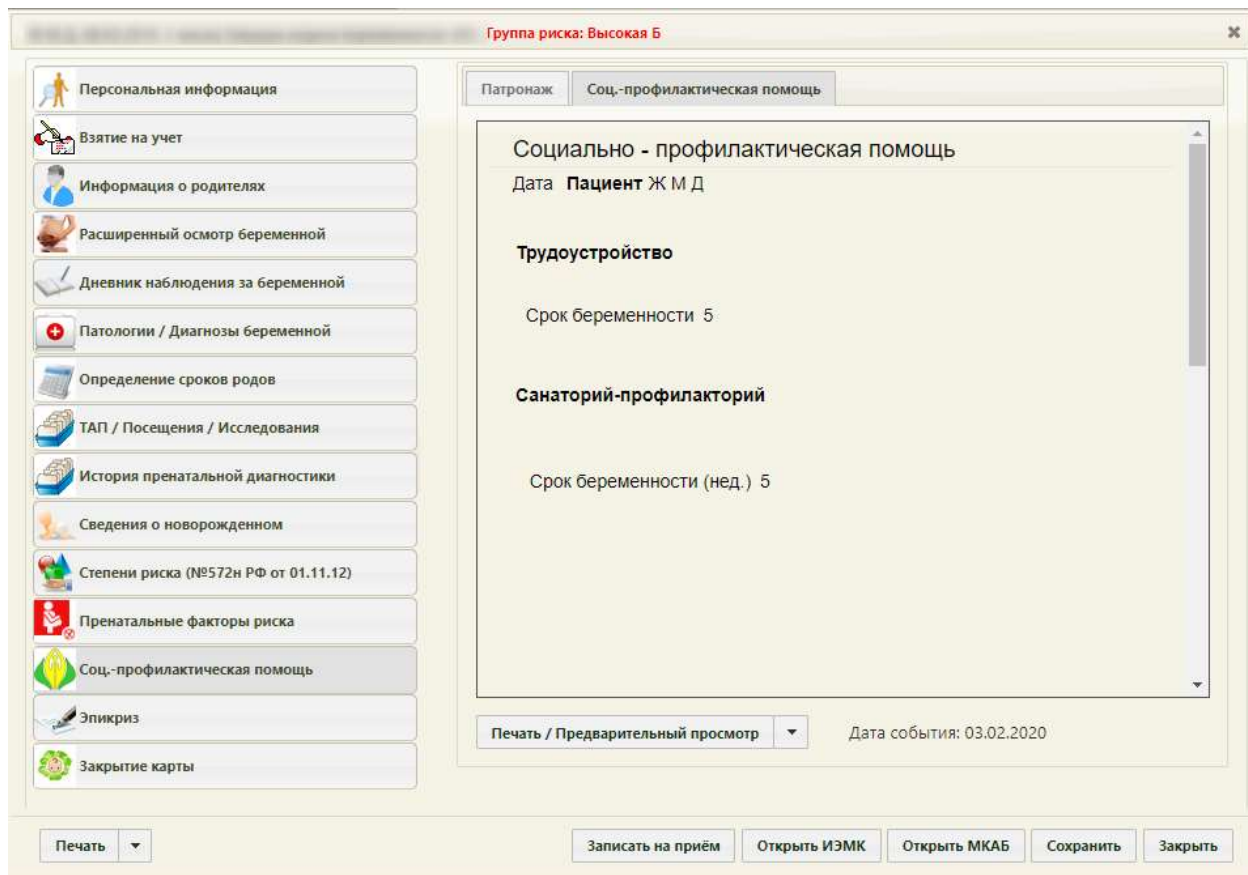 Группа риска: Высокая Б
Персональная информация
Взятие на учет
Информация о родителях
Расширенный осмотр беременной
Дневник наблюдения за беременной
Патологии / Диагнозы беременной
Определение сроков родов
ТАП / Посещения / Исследования
История пренатальной диагностики
Сведения о новорожденном
Степени риска (№572н РФ от 01.11.12)
Пренатальные факторы риска
Соц.-профилактическая помощь
Эпикриз
Закрытие карты
Патронаж Соц.-профилактическая помощь
Социально - профилактическая помощь
Дата Пациент Ж М Д
Трудоустройство
Срок беременности 5
Санаторий-профилакторий
Срок беременности (нед.) 5
Печать / Предварительный просмотр Дата события: 03.02.2020
Печать Записать на приём Открыть ИЭМК Открыть МКАБ Сохранить Закрыть